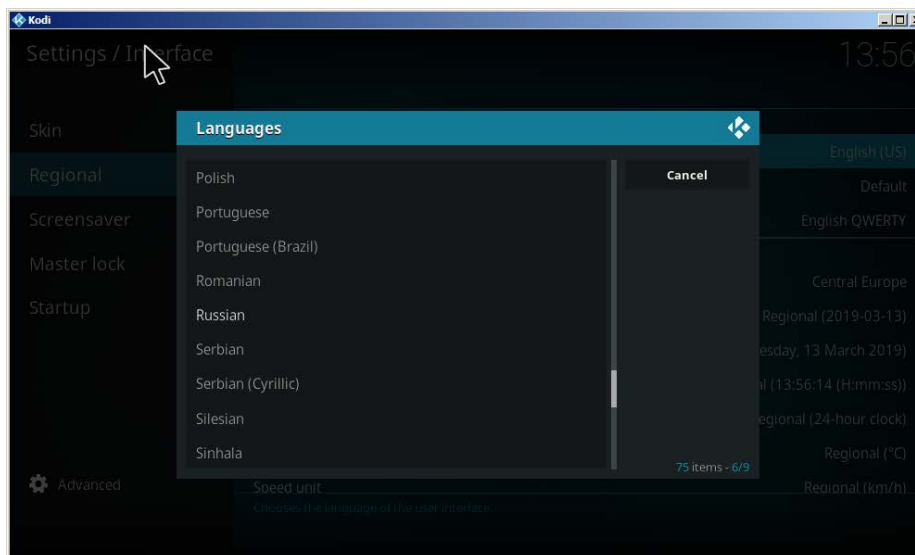 Kodi
Settings / Interface
13:56
Languages
Skin
English (US)
Regional
Polish
Cancel
Default
Portuguese
Screensaver
English QWERTY
Portuguese (Brazil)
Master lock
Romanian
Central Europe
Startup
Russian
Regional (2019-03-13)
Serbian
esday, 13 March 2019)
Serbian (Cyrillic)
al (13:56:14 (H:mm:ss))
Silesian
egional (24-hour clock)
Sinhala
Regional (°C)
75 items - 6/9
Advanced
Speed unit
Regional (km/h)
Chooses the language of the user interface.